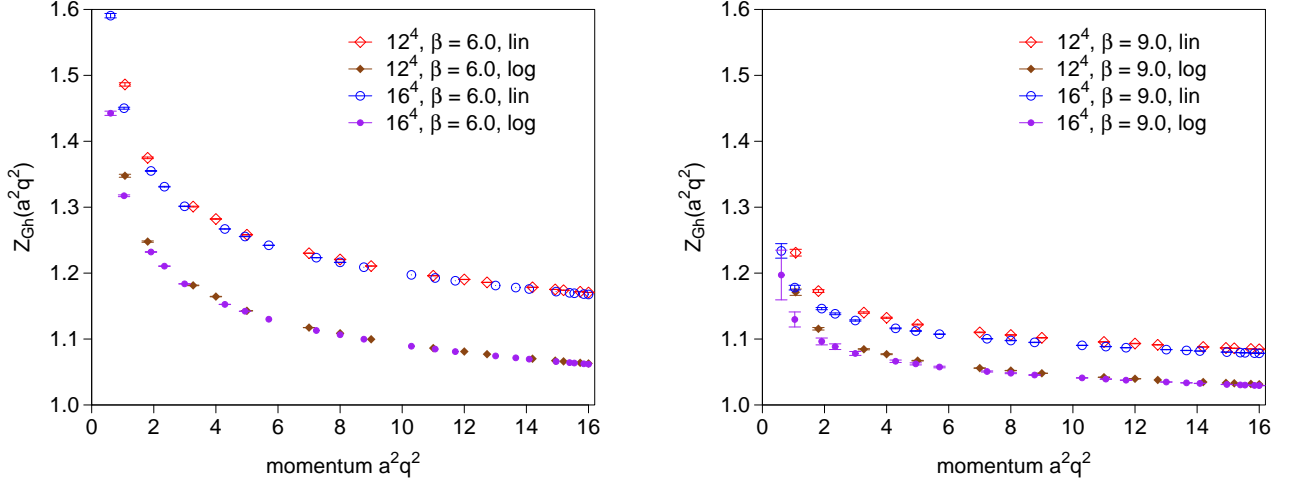 1.6
1.5
1.4
1.3
1.2
1.1
1.0
0 2 4 6 8 10 12 14 16
Z_Gh(a²q²)
momentum a²q²
12⁴, β = 6.0, lin
12⁴, β = 6.0, log
16⁴, β = 6.0, lin
16⁴, β = 6.0, log
1.6
1.5
1.4
1.3
1.2
1.1
1.0
0 2 4 6 8 10 12 14 16
Z_Gh(a²q²)
momentum a²q²
12⁴, β = 9.0, lin
12⁴, β = 9.0, log
16⁴, β = 9.0, lin
16⁴, β = 9.0, log